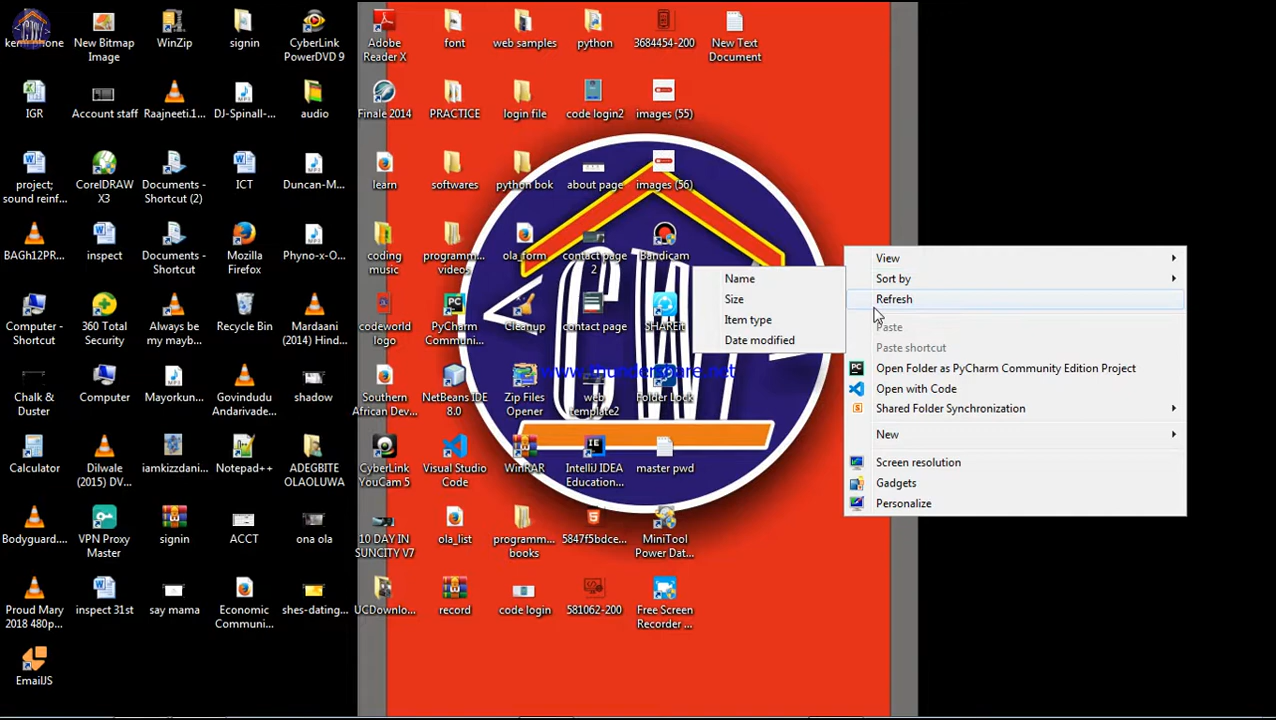 kemi phone
New Bitmap
Image
WinZip
signin
CyberLink
PowerDVD 9
Adobe
Reader X
font
web samples
python
3684454-200
New Text
Document
IGR
Account staff
Raajneeti.1...
DJ-Spinall-...
audio
Finale 2014
PRACTICE
login file
code login2
images (55)
project;
sound reinf...
CorelDRAW
X3
Documents -
Shortcut (2)
ICT
Duncan-M...
learn
softwares
python bok
about page
images (56)
BAGh12PR...
inspect
Documents -
Shortcut
Mozilla
Firefox
Phyno-x-O...
coding
music
programm...
videos
ola_form
contact page
2
Bandicam
Computer -
Shortcut
360 Total
Security
Always be
my maybe...
Recycle Bin
Mardaani
(2014) Hind...
codeworld
logo
PyCharm
Communi...
Cleanup
contact page
SHAREit
www.thundershare.net
Chalk &
Duster
Computer
Mayorkun...
Govindudu
Andarivade...
shadow
Southern
African Dev...
NetBeans IDE
8.0
Zip Files
Opener
web
template2
Folder Lock
Calculator
Dilwale
(2015) DV...
iamkizzdani...
Notepad++
ADEGBITE
OLAOLUWA
CyberLink
YouCam 5
Visual Studio
Code
WinRAR
IntelliJ IDEA
Education...
master pwd
Bodyguard....
VPN Proxy
Master
signin
ACCT
ona ola
10 DAY IN
SUNCITY V7
ola_list
programm...
books
5847f5bdce...
MiniTool
Power Dat...
Proud Mary
2018 480p...
inspect 31st
say mama
Economic
Communi...
shes-dating...
UCDownlo...
record
code login
581062-200
Free Screen
Recorder ...
EmailJS
<CW
Name
Size
Item type
Date modified
View
Sort by
Refresh
Paste
Paste shortcut
Open Folder as PyCharm Community Edition Project
Open with Code
Shared Folder Synchronization
New
Screen resolution
Gadgets
Personalize